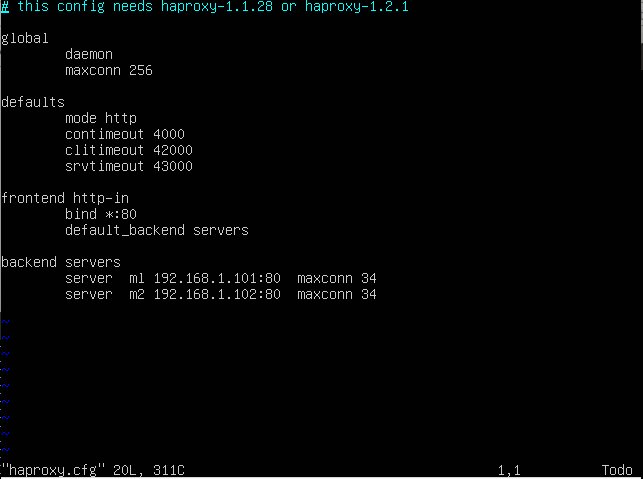 # this config needs haproxy-1.1.28 or haproxy-1.2.1
global
daemon
maxconn 256
defaults
mode http
contimeout 4000
clitimeout 42000
srvtimeout 43000
frontend http-in
bind *:80
default_backend servers
backend servers
server  m1 192.168.1.101:80  maxconn 34
server  m2 192.168.1.102:80  maxconn 34
~
~
~
~
~
~
~
~
~
"haproxy.cfg" 20L, 311C 1,1 Todo